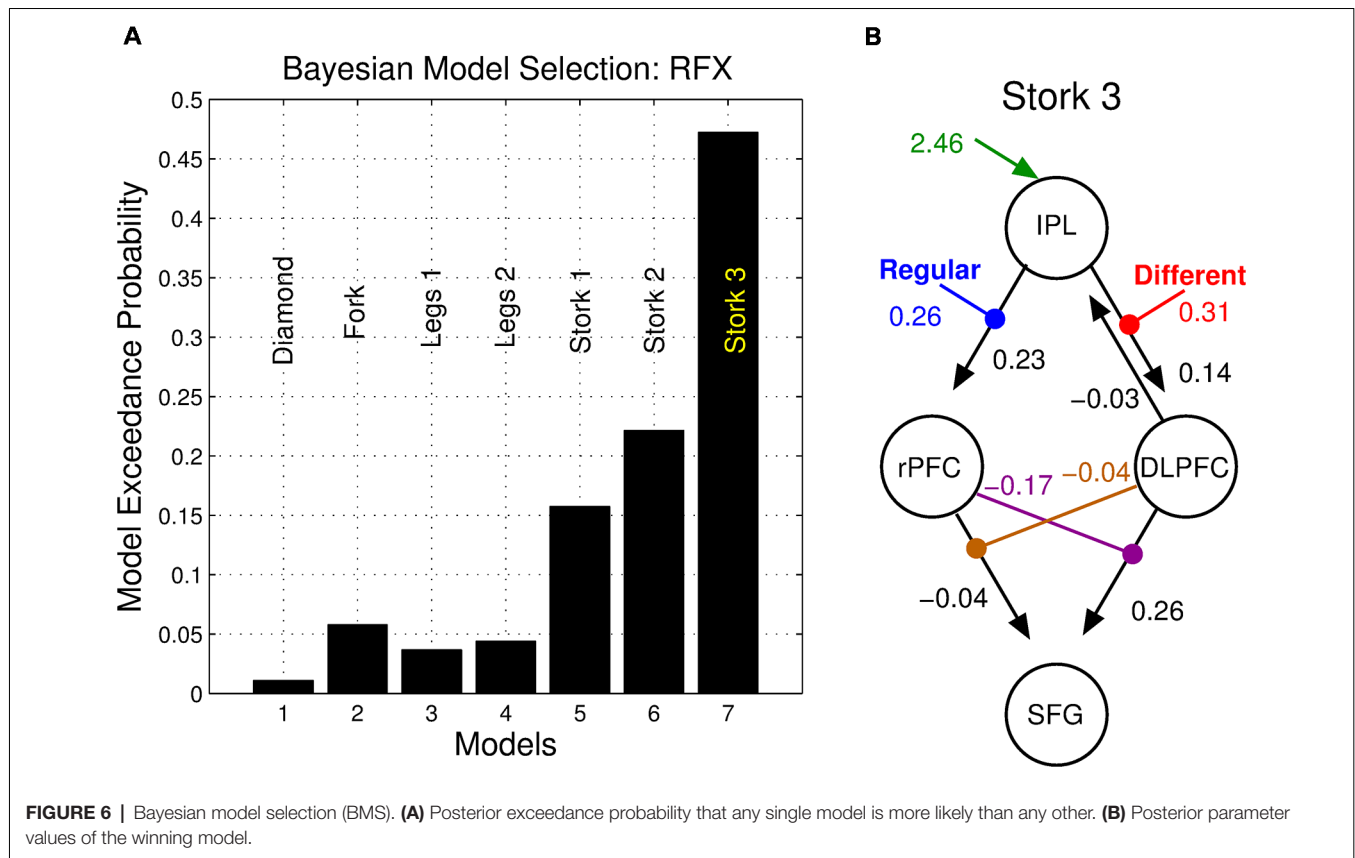 A
Bayesian Model Selection: RFX
Model Exceedance Probability
0.5
0.45
0.4
0.35
0.3
0.25
0.2
0.15
0.1
0.05
0
Diamond
Fork
Legs 1
Legs 2
Stork 1
Stork 2
Stork 3
1 2 3 4 5 6 7
Models
B
Stork 3
2.46
IPL
Regular
0.26
Different
0.31
0.23
0.14
−0.03
rPFC
DLPFC
−0.17
−0.04
−0.04
0.26
SFG
FIGURE 6 | Bayesian model selection (BMS). (A) Posterior exceedance probability that any single model is more likely than any other. (B) Posterior parameter
values of the winning model.